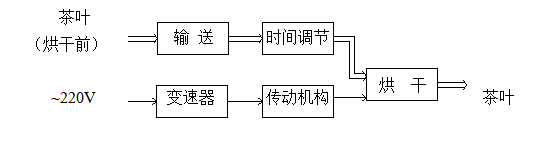 茶叶
（烘干前）
输 送
时间调节
~220V
变速器
传动机构
烘 干
茶叶